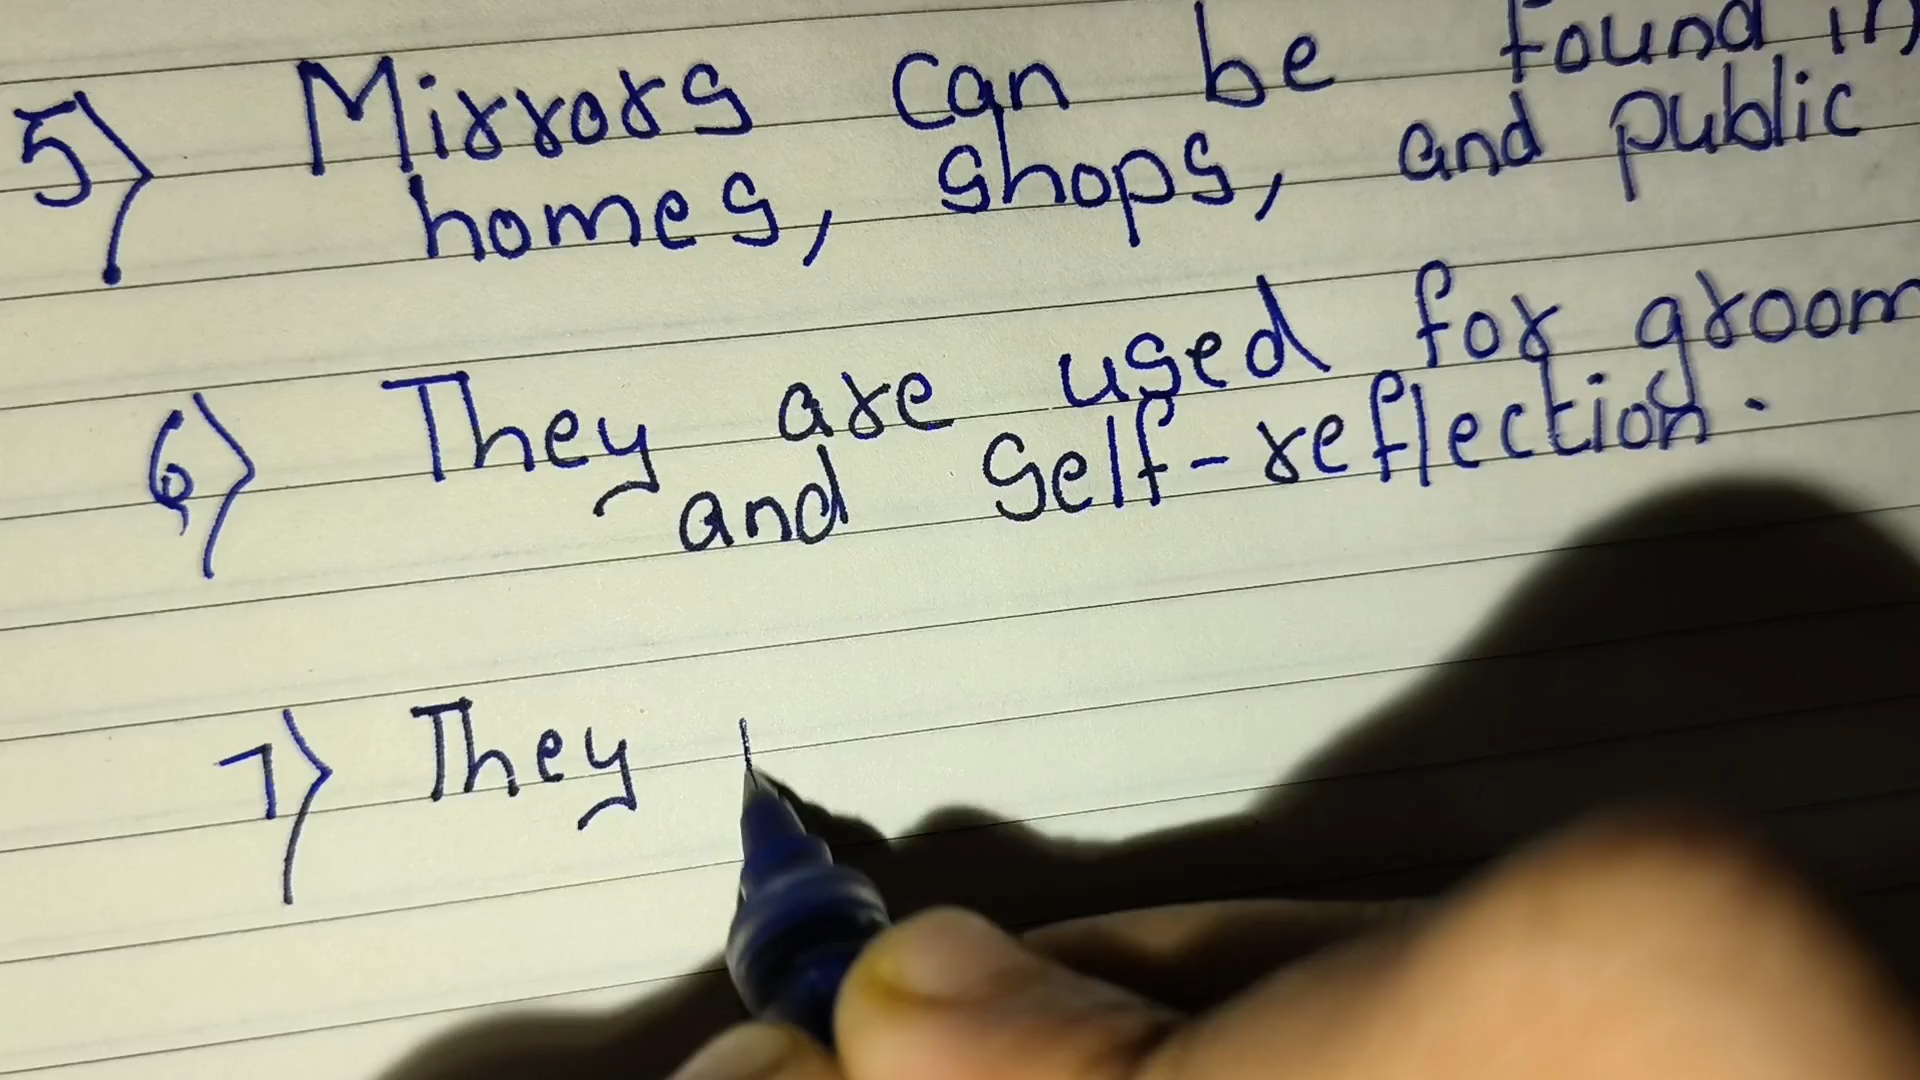 5) Mirrors can be found in
homes, shops, and public
6) They are used for groom
and self-reflection.
7) They